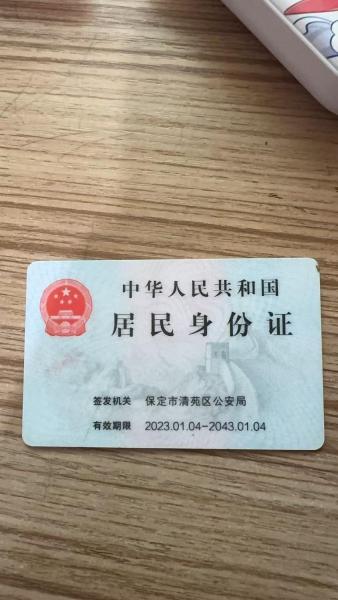 中华人民共和国
居民身份证
签发机关 保定市清苑区公安局
有效期限 2023.01.04-2043.01.04